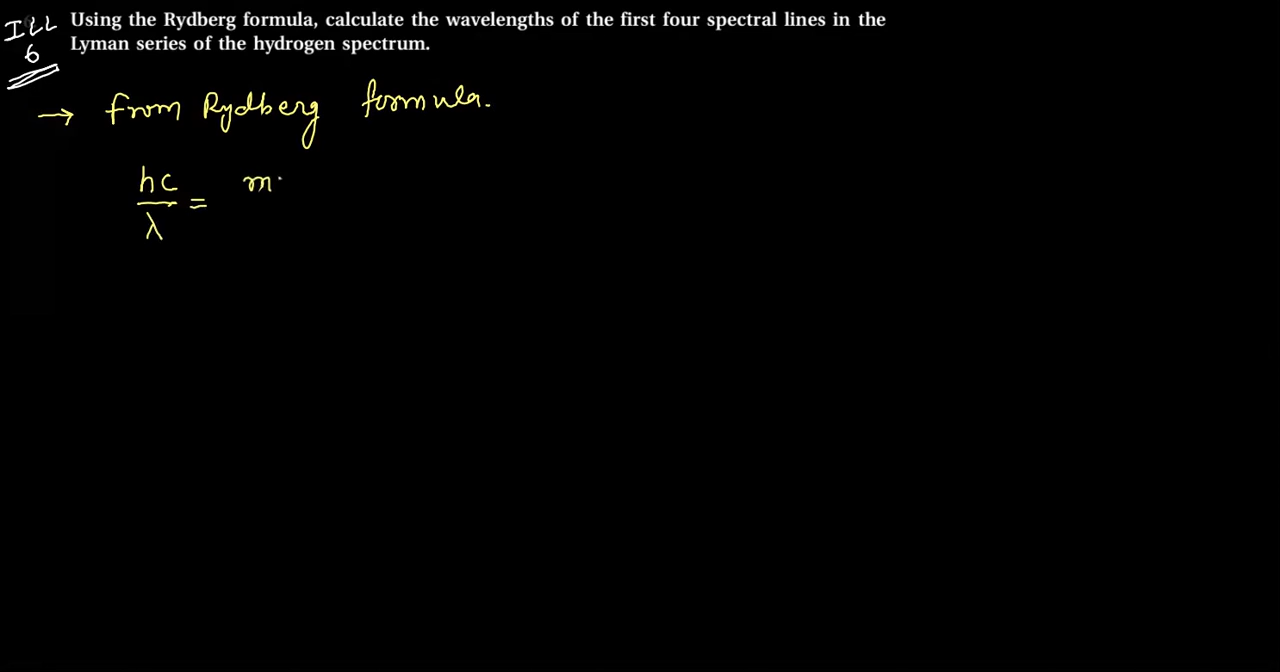 ILL Using the Rydberg formula, calculate the wavelengths of the first four spectral lines in the
6 Lyman series of the hydrogen spectrum.
→ from Rydberg formula.
hc
= m
λ